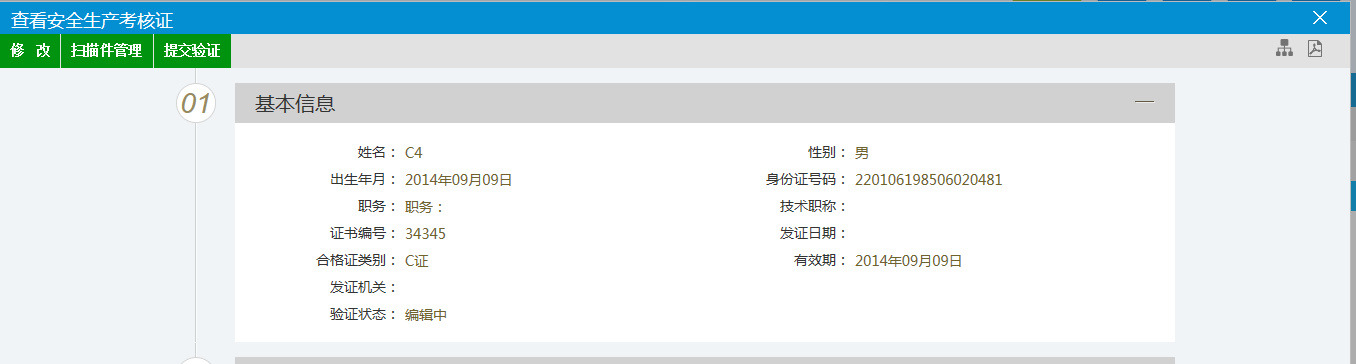 查看安全生产考核证
修 改 扫描件管理 提交验证
01 基本信息
姓名： C4 性别： 男
出生年月： 2014年09月09日 身份证号码： 220106198506020481
职务： 职务： 技术职称：
证书编号： 34345 发证日期：
合格证类别： C证 有效期： 2014年09月09日
发证机关：
验证状态： 编辑中